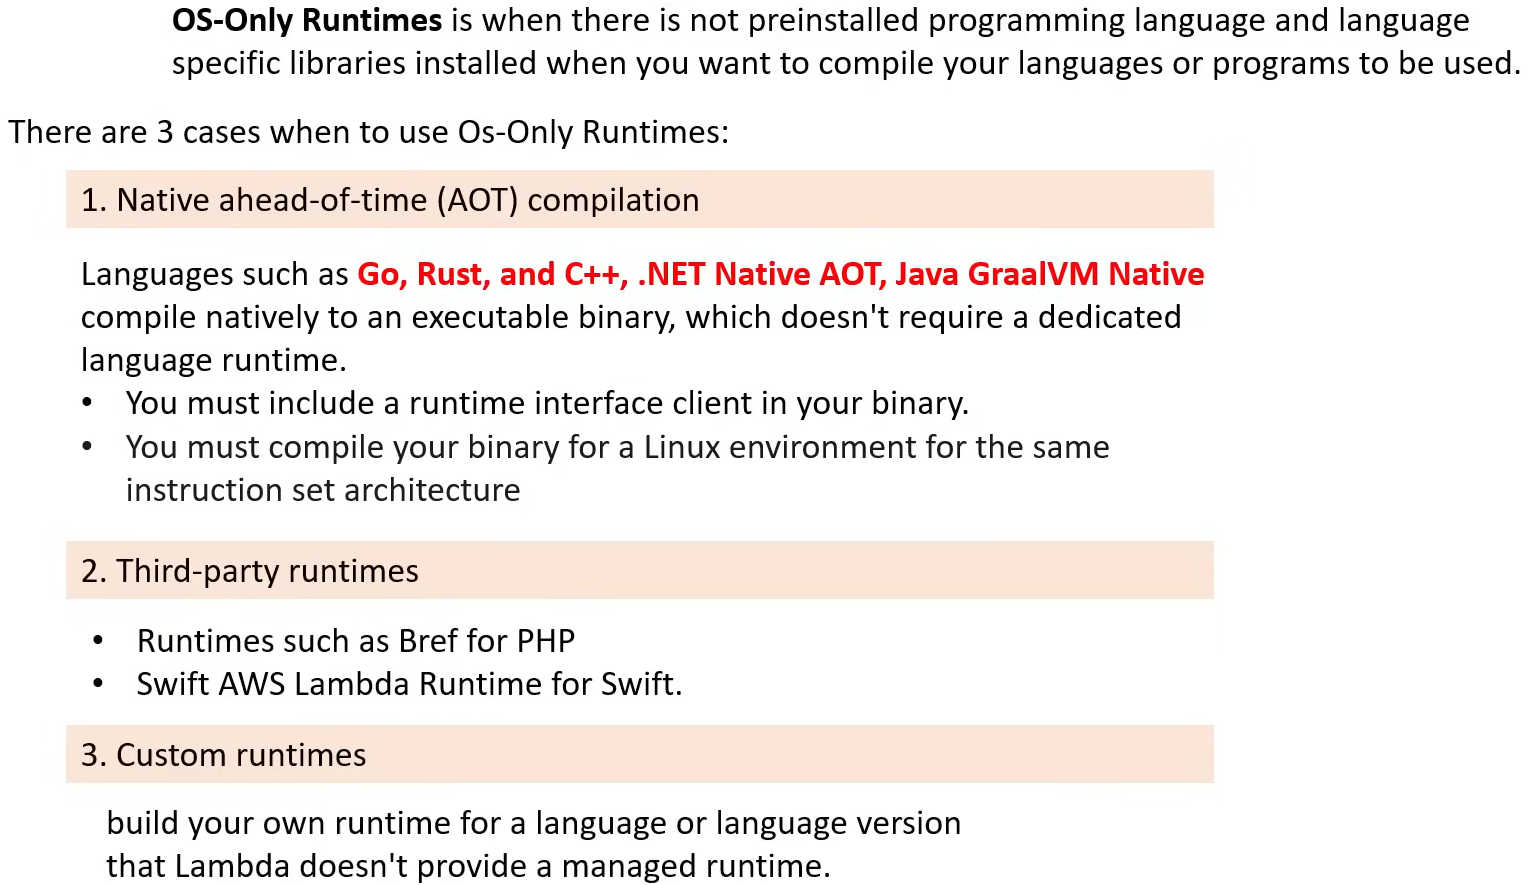 OS-Only Runtimes is when there is not preinstalled programming language and language
specific libraries installed when you want to compile your languages or programs to be used.
There are 3 cases when to use Os-Only Runtimes:
1. Native ahead-of-time (AOT) compilation
Languages such as Go, Rust, and C++, .NET Native AOT, Java GraalVM Native
compile natively to an executable binary, which doesn't require a dedicated
language runtime.
• You must include a runtime interface client in your binary.
• You must compile your binary for a Linux environment for the same
instruction set architecture
2. Third-party runtimes
• Runtimes such as Bref for PHP
• Swift AWS Lambda Runtime for Swift.
3. Custom runtimes
build your own runtime for a language or language version
that Lambda doesn't provide a managed runtime.